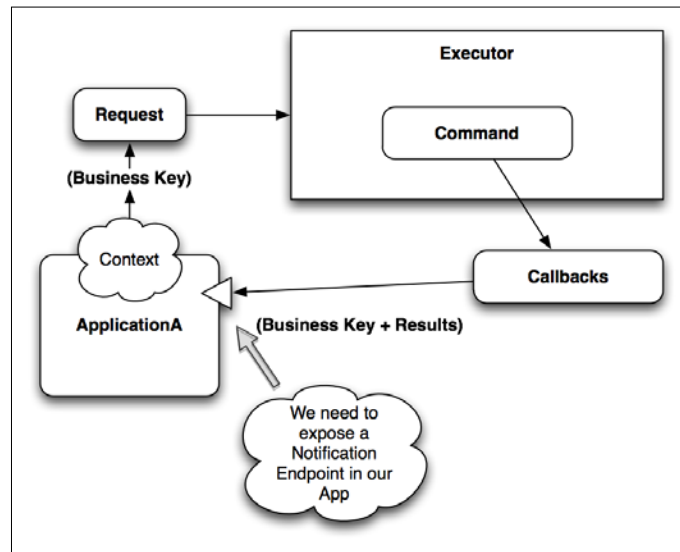 Executor
Request
Command
(Business Key)
Context
Callbacks
ApplicationA
(Business Key + Results)
We need to
expose a
Notification
Endpoint in our
App